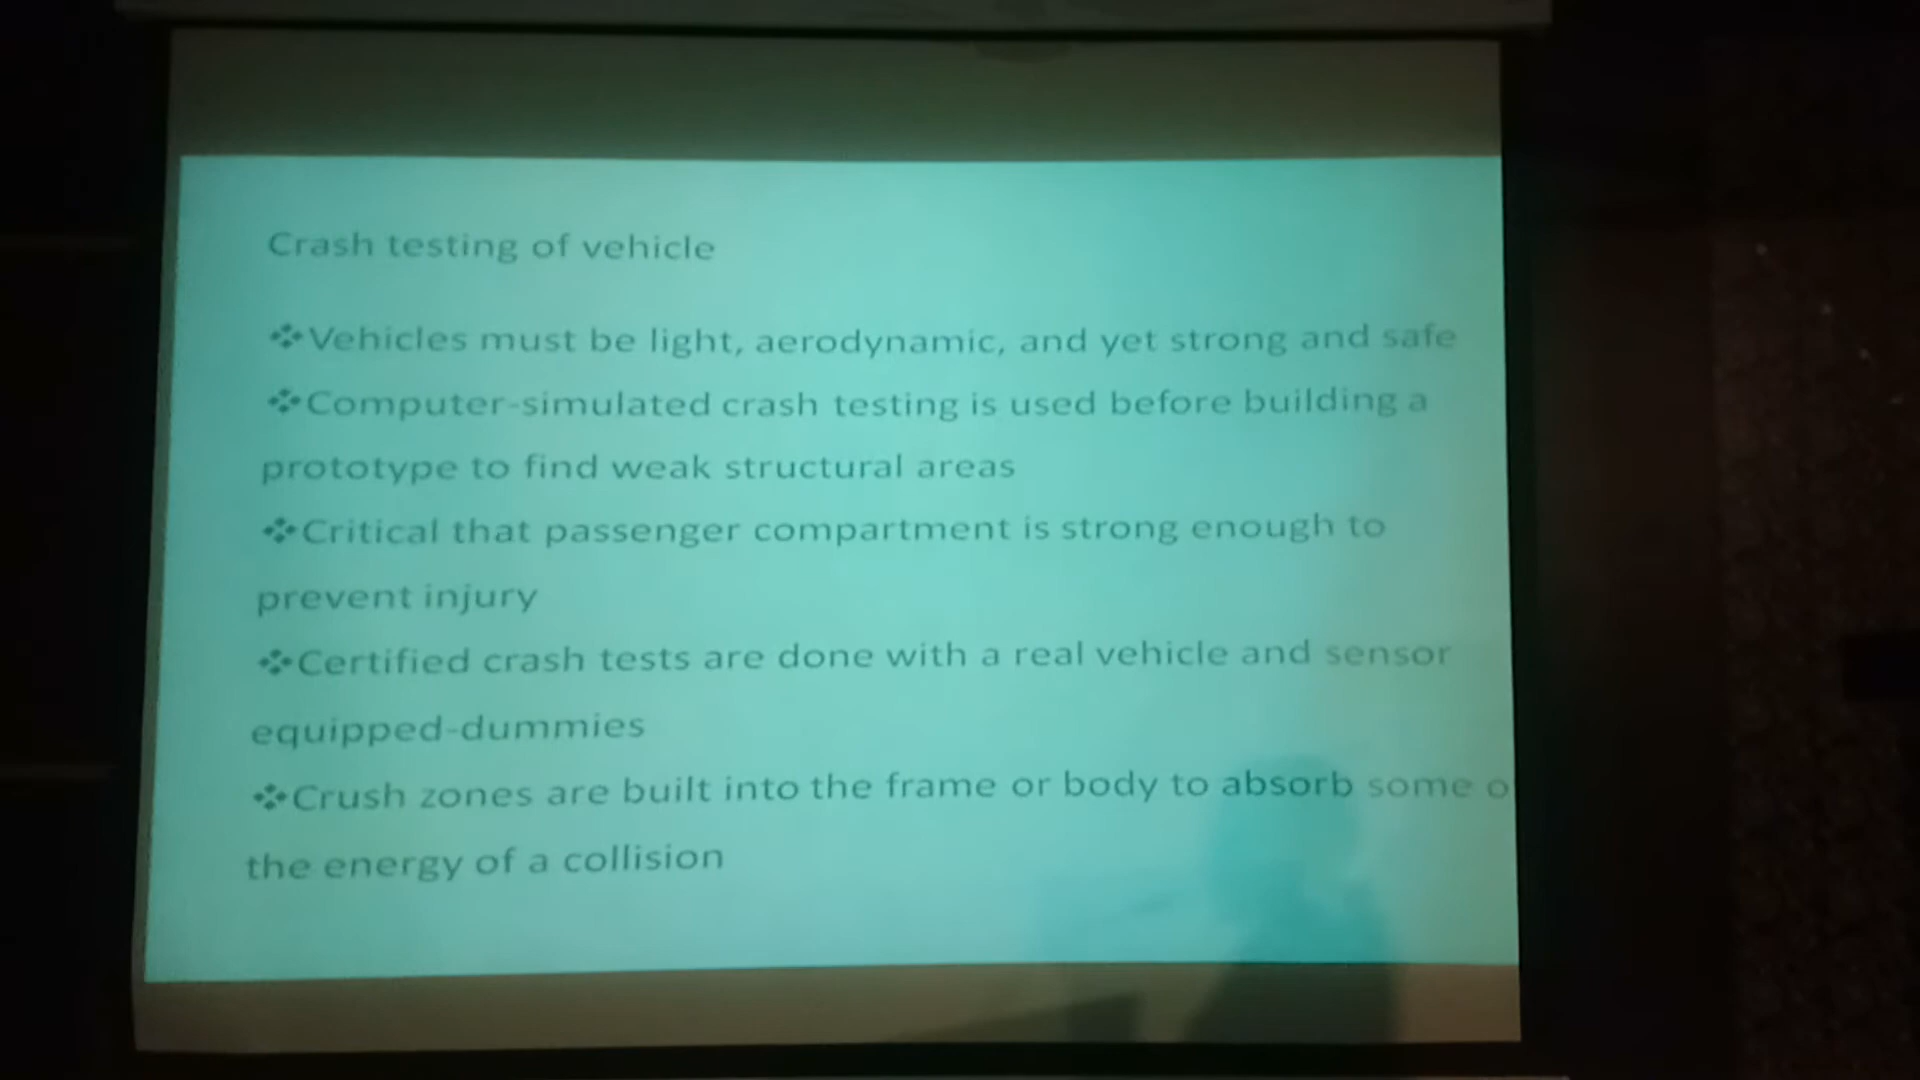 Crash testing of vehicle
❖Vehicles must be light, aerodynamic, and yet strong and safe
❖Computer-simulated crash testing is used before building a
prototype to find weak structural areas
❖Critical that passenger compartment is strong enough to
prevent injury
❖Certified crash tests are done with a real vehicle and sensor
equipped-dummies
❖Crush zones are built into the frame or body to absorb some o
the energy of a collision